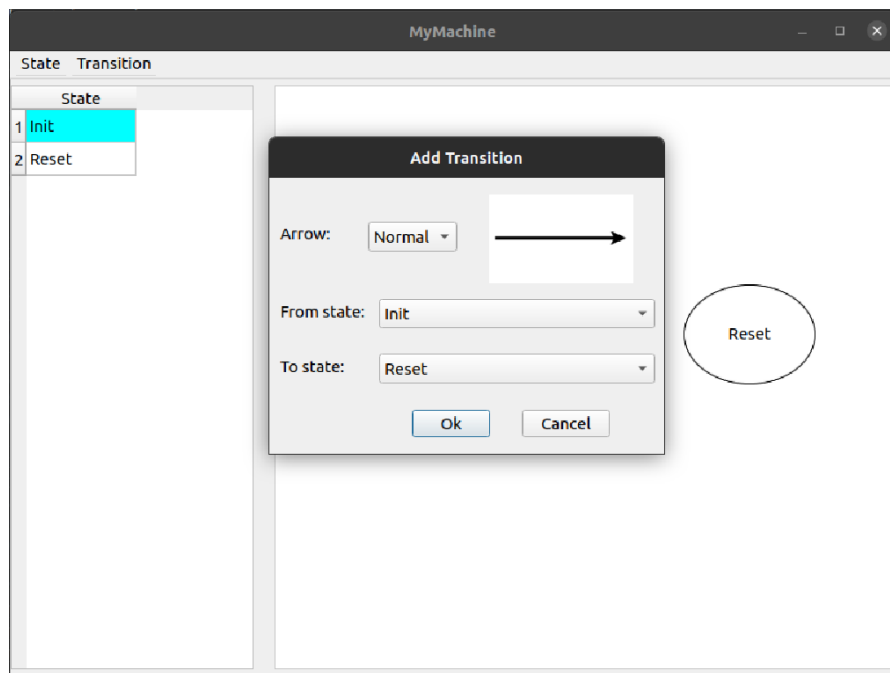 MyMachine
State Transition
State
1 Init
2 Reset
Add Transition
Arrow: Normal
From state: Init
To state: Reset
Ok Cancel
Reset